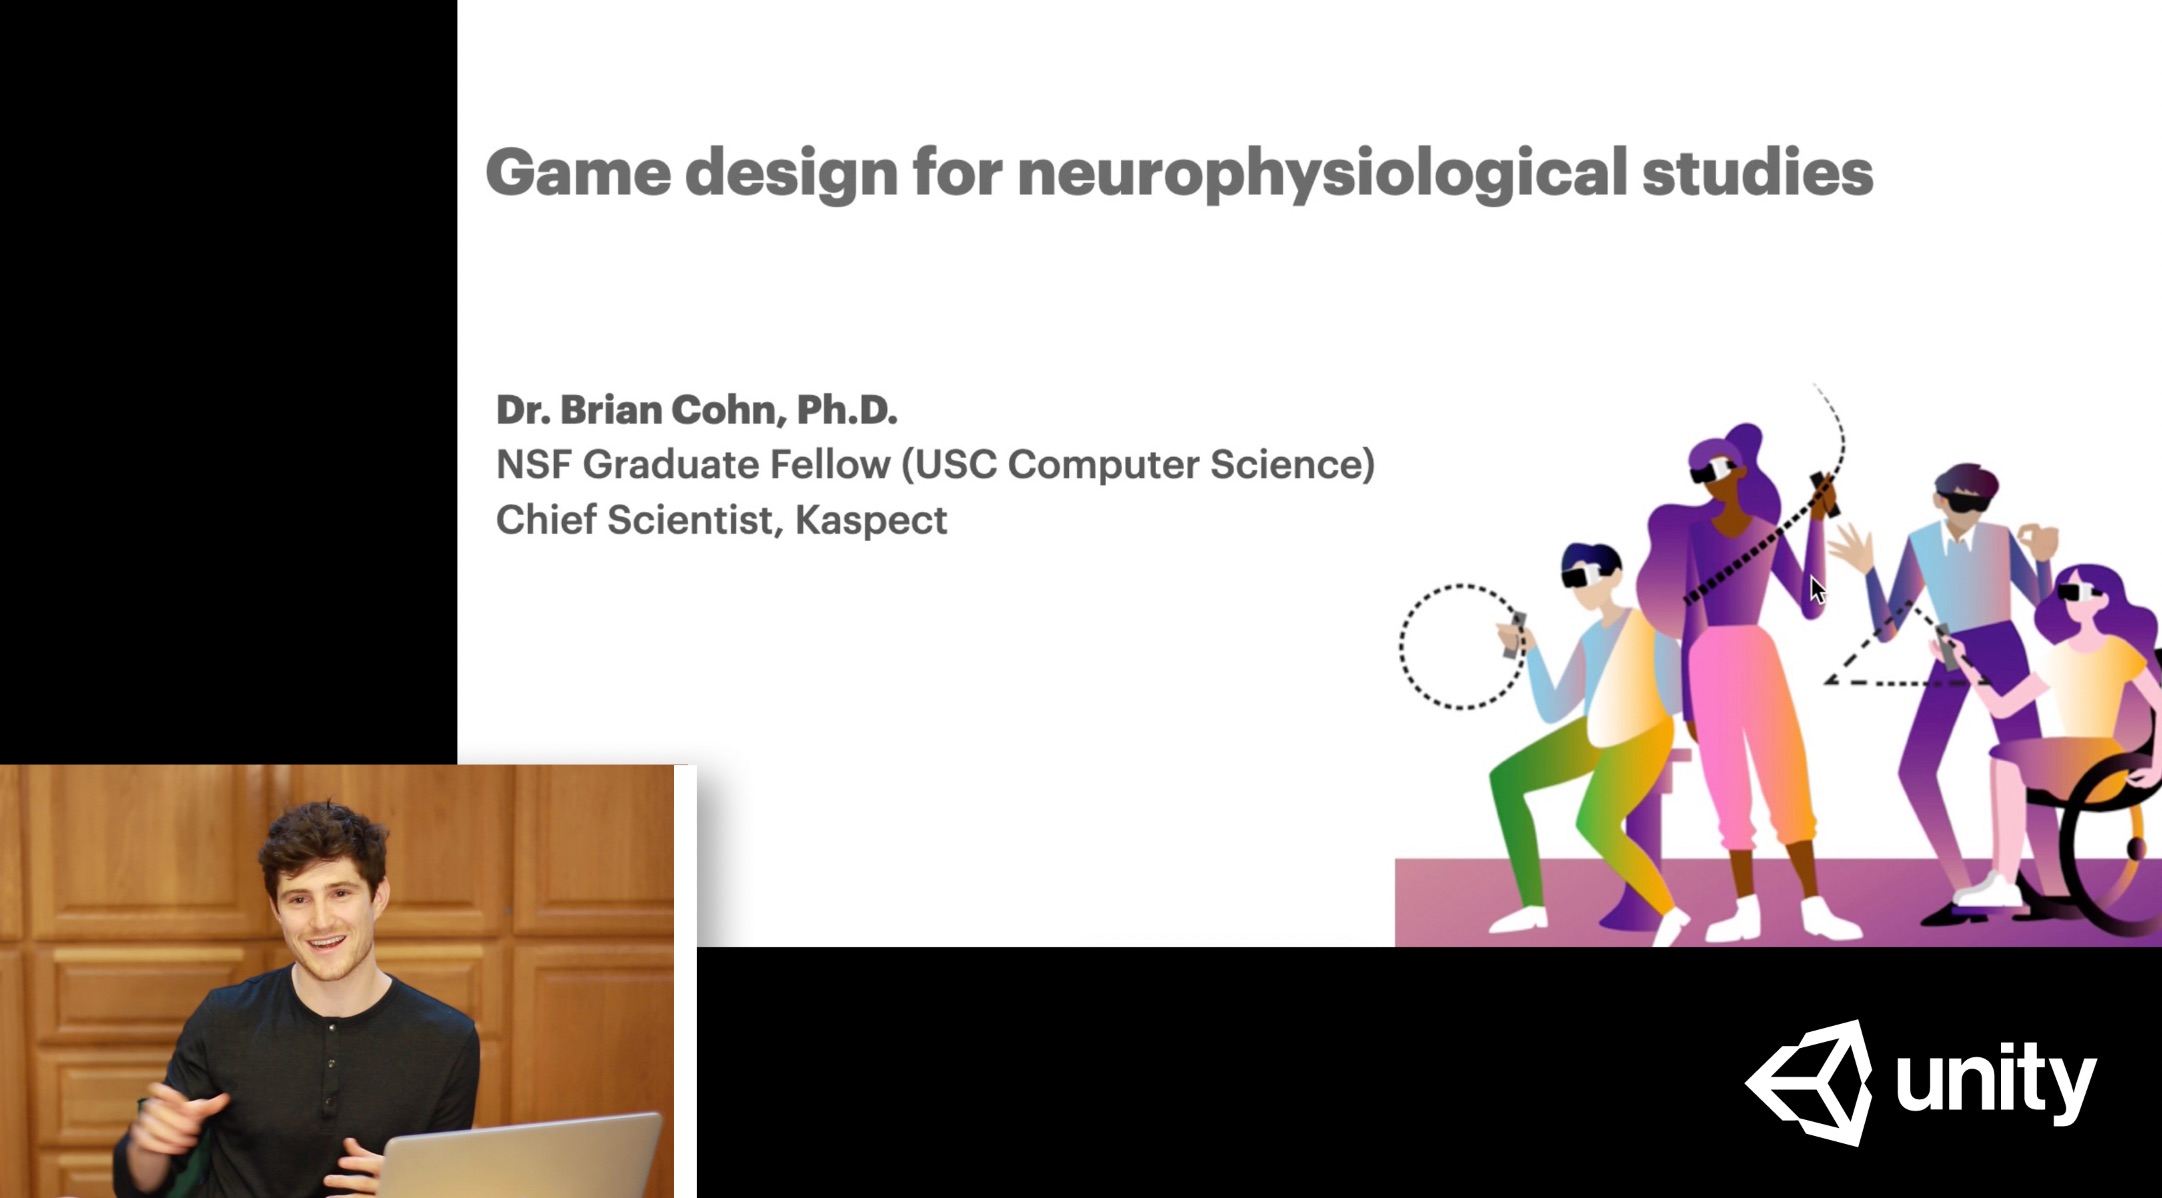 Game design for neurophysiological studies
Dr. Brian Cohn, Ph.D.
NSF Graduate Fellow (USC Computer Science)
Chief Scientist, Kaspect
unity